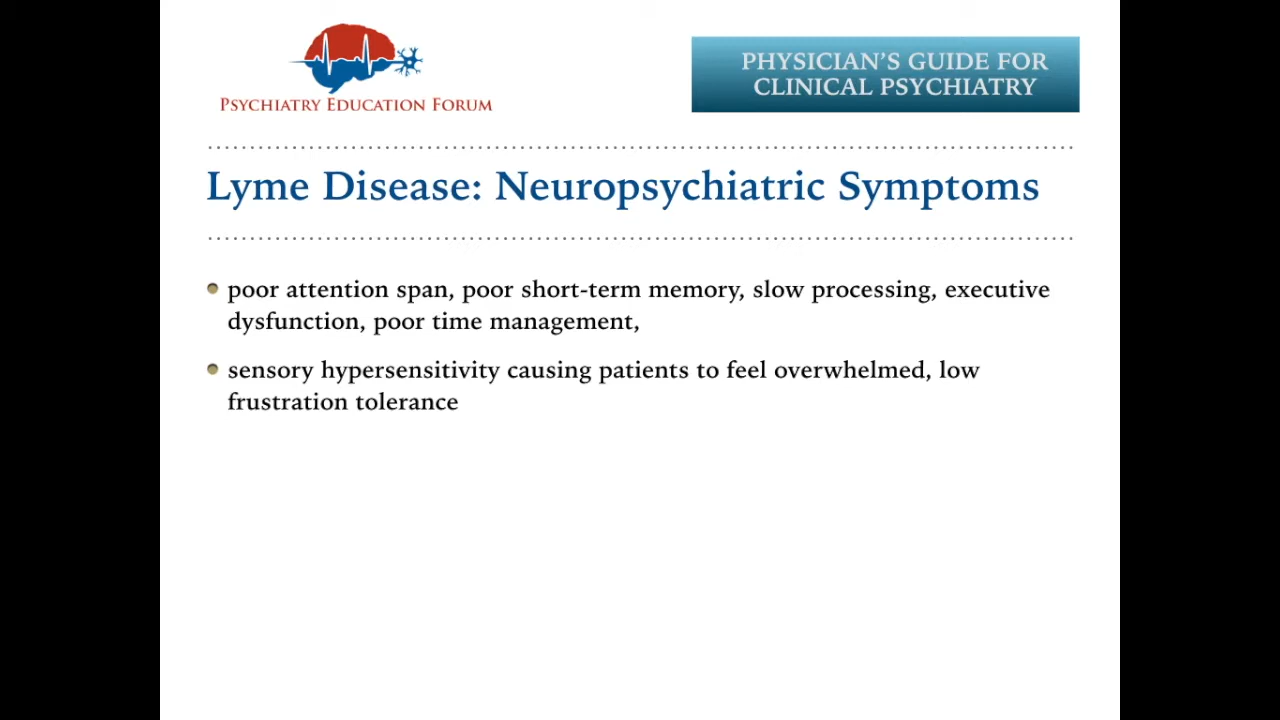 PSYCHIATRY EDUCATION FORUM
PHYSICIAN'S GUIDE FOR
CLINICAL PSYCHIATRY
Lyme Disease: Neuropsychiatric Symptoms
poor attention span, poor short-term memory, slow processing, executive
dysfunction, poor time management,
sensory hypersensitivity causing patients to feel overwhelmed, low
frustration tolerance